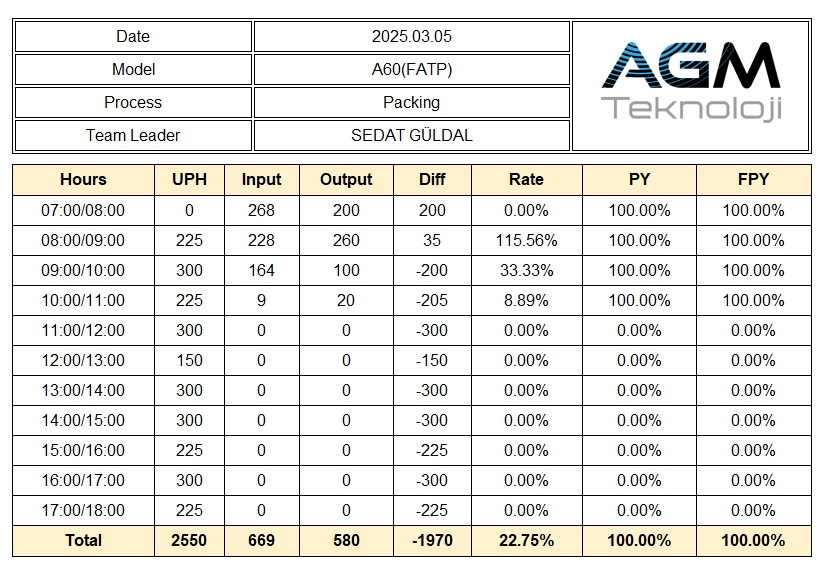 Date 2025.03.05
Model A60(FATP)
Process Packing
Team Leader SEDAT GÜLDAL
AGM
Teknoloji
Hours UPH Input Output Diff Rate PY FPY
07:00/08:00 0 268 200 200 0.00% 100.00% 100.00%
08:00/09:00 225 228 260 35 115.56% 100.00% 100.00%
09:00/10:00 300 164 100 -200 33.33% 100.00% 100.00%
10:00/11:00 225 9 20 -205 8.89% 100.00% 100.00%
11:00/12:00 300 0 0 -300 0.00% 0.00% 0.00%
12:00/13:00 150 0 0 -150 0.00% 0.00% 0.00%
13:00/14:00 300 0 0 -300 0.00% 0.00% 0.00%
14:00/15:00 300 0 0 -300 0.00% 0.00% 0.00%
15:00/16:00 225 0 0 -225 0.00% 0.00% 0.00%
16:00/17:00 300 0 0 -300 0.00% 0.00% 0.00%
17:00/18:00 225 0 0 -225 0.00% 0.00% 0.00%
Total 2550 669 580 -1970 22.75% 100.00% 100.00%